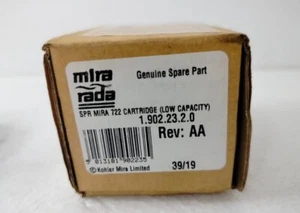 mira
rada
Genuine Spare Part
SPR MIRA 722 CARTRIDGE (LOW CAPACITY)
1.902.23.2.0
Rev: AA
39/19
© Kohler Mira Limited